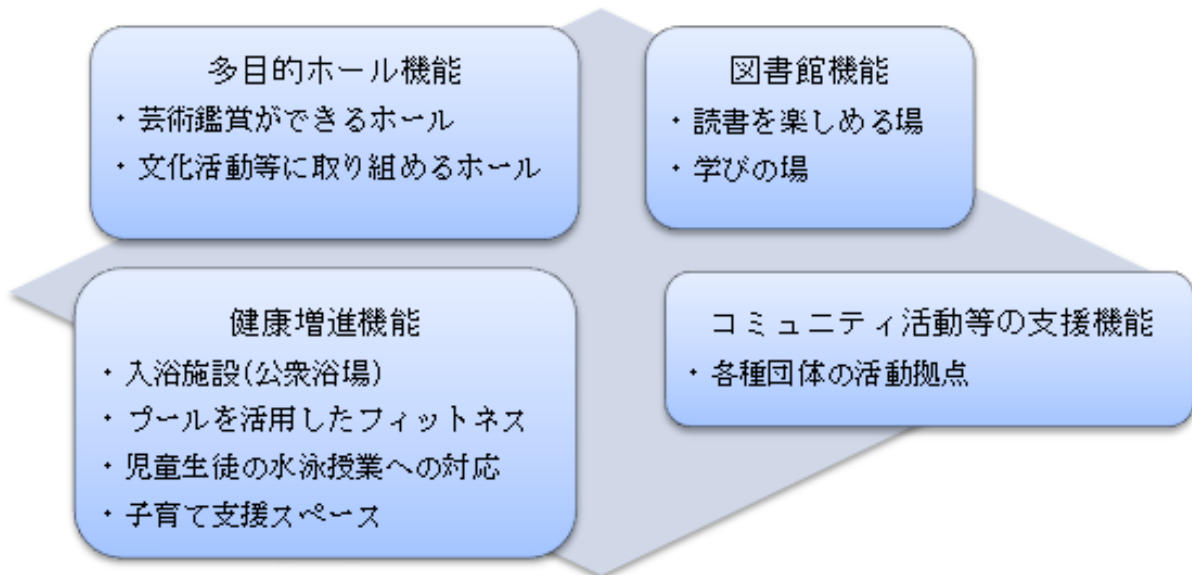 多目的ホール機能
・芸術鑑賞ができるホール
・文化活動等に取り組めるホール
図書館機能
・読書を楽しめる場
・学びの場
健康増進機能
・入浴施設(公衆浴場)
・プールを活用したフィットネス
・児童生徒の水泳授業への対応
・子育て支援スペース
コミュニティ活動等の支援機能
・各種団体の活動拠点